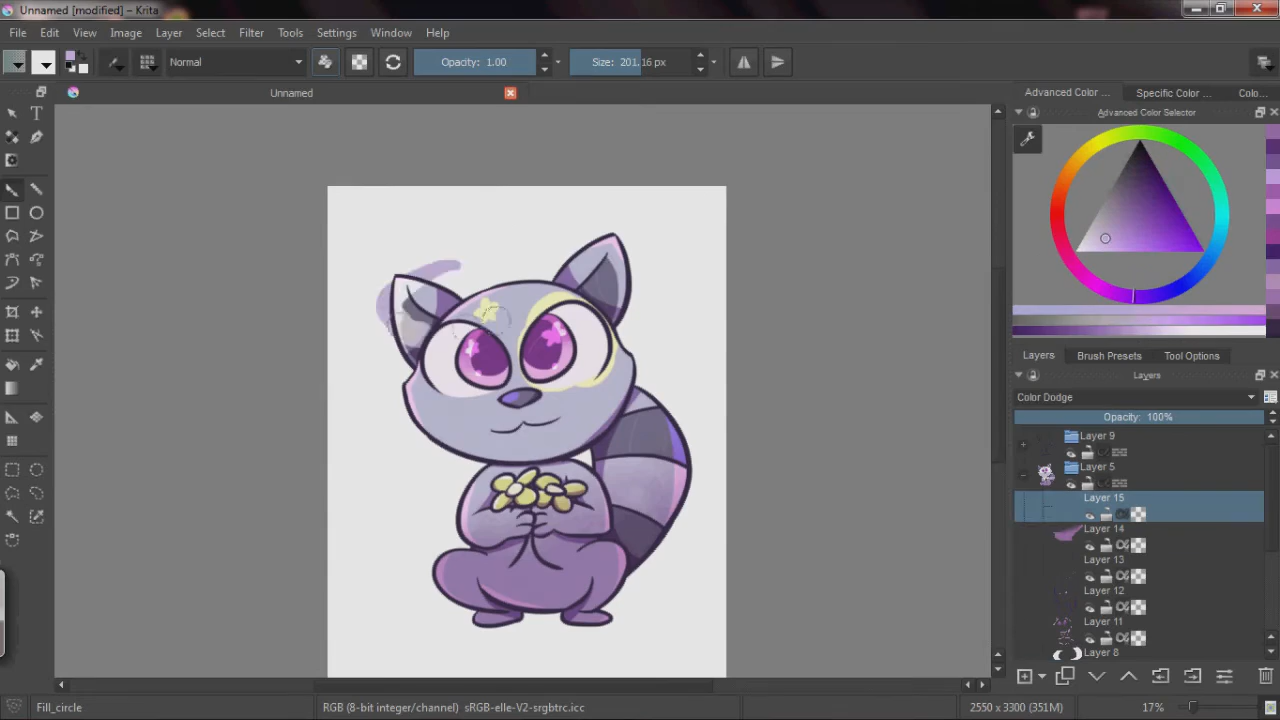 Unnamed [modified] – Krita
File Edit View Image Layer Select Filter Tools Settings Window Help
Normal Opacity: 1.00 Size: 201.16 px
Unnamed
Advanced Color ... Specific Color ... Colo...
Advanced Color Selector
Layers Brush Presets Tool Options
Layers
Color Dodge
Opacity: 100%
Layer 9
Layer 5
Layer 15
Layer 14
Layer 13
Layer 12
Layer 11
Layer 8
Fill_circle RGB (8-bit integer/channel) sRGB-elle-V2-srgbtrc.icc 2550 x 3300 (351M) 17%